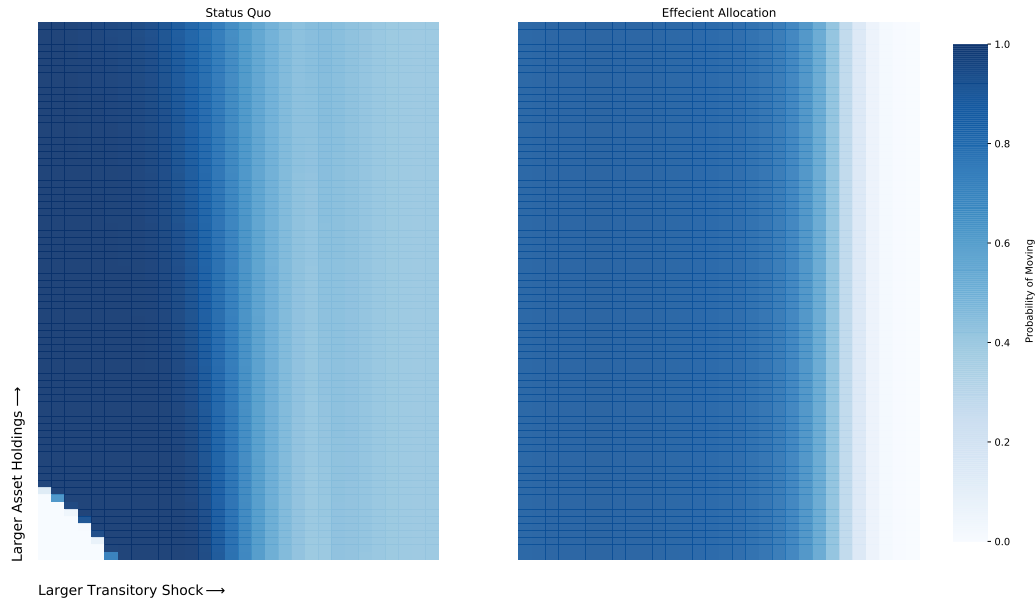 Status Quo
Effecient Allocation
1.0
0.8
0.6
0.4
0.2
0.0
Probability of Moving
Larger Asset Holdings ⟶
Larger Transitory Shock ⟶